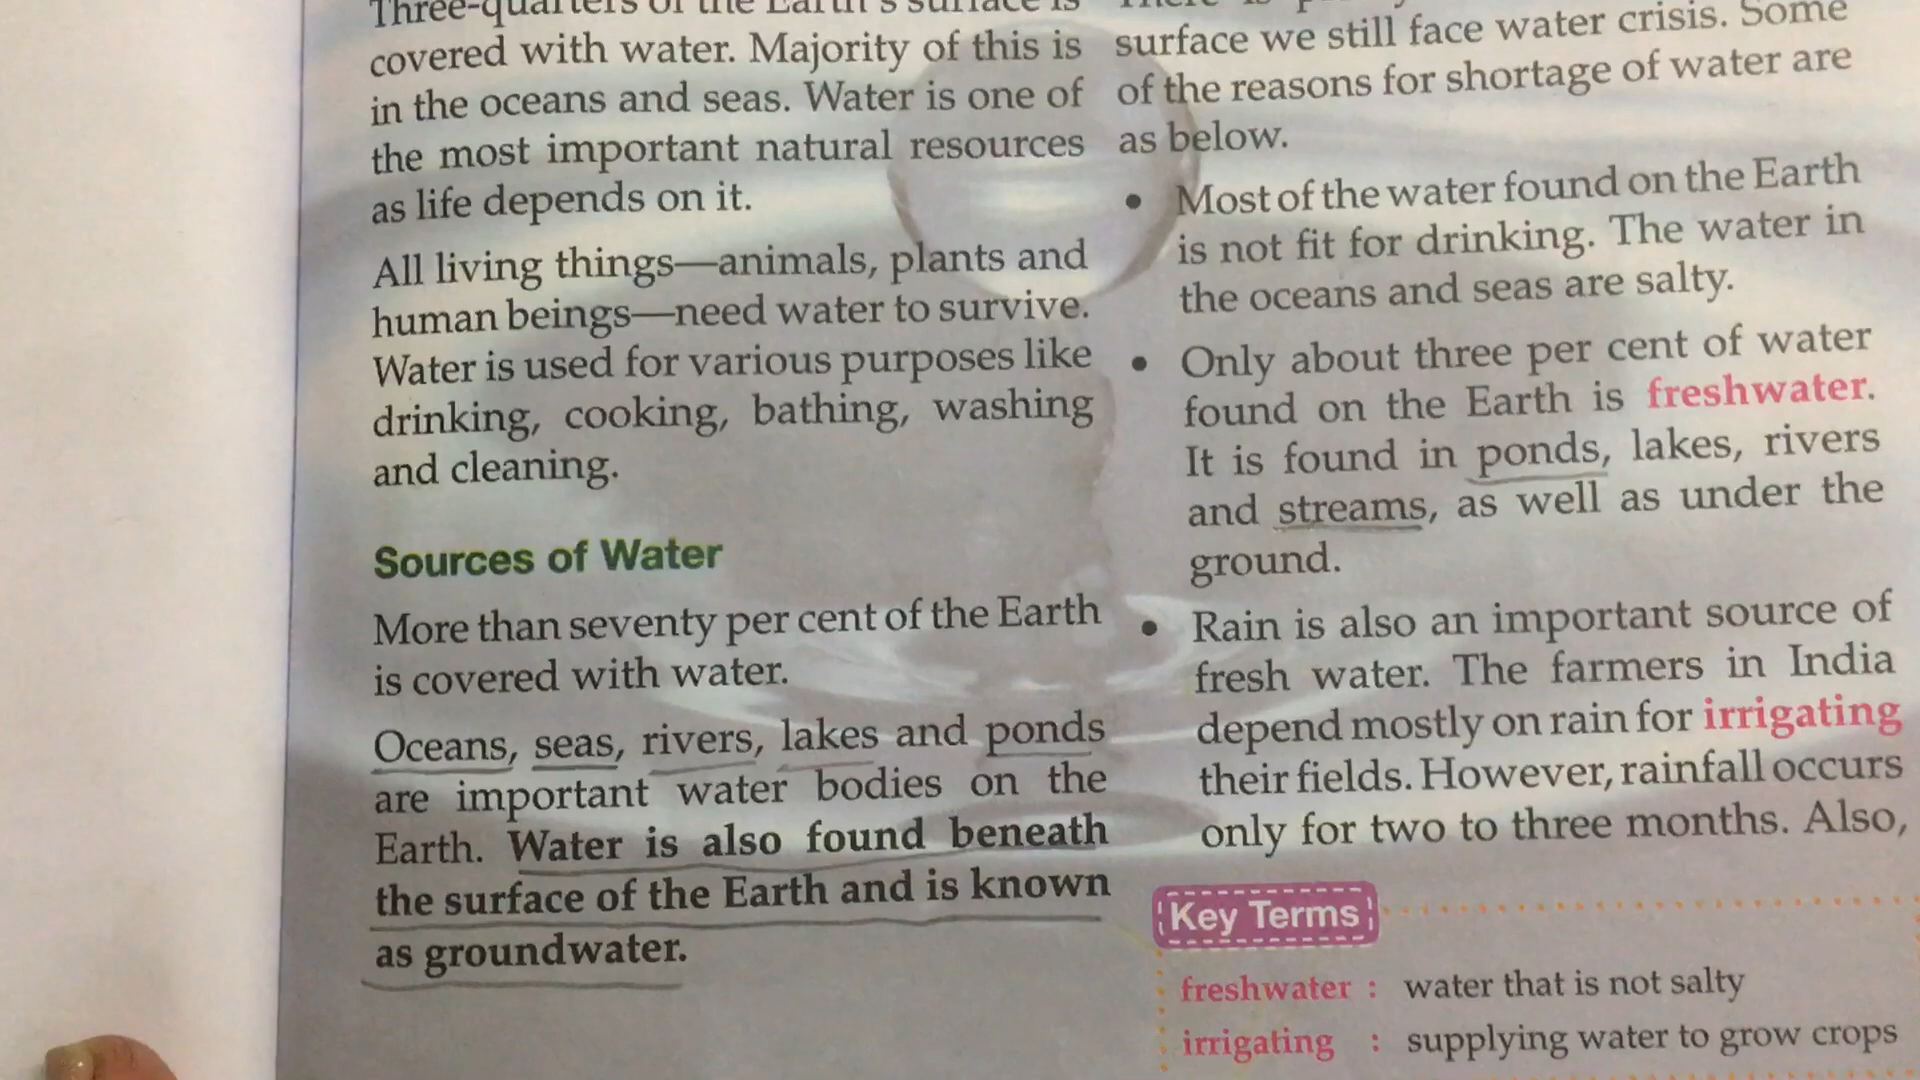 Three-quarters of the Earth's surface is
covered with water. Majority of this is
in the oceans and seas. Water is one of
the most important natural resources
as life depends on it.
All living things—animals, plants and
human beings—need water to survive.
Water is used for various purposes like
drinking, cooking, bathing, washing
and cleaning.
Sources of Water
More than seventy per cent of the Earth
is covered with water.
Oceans, seas, rivers, lakes and ponds
are important water bodies on the
Earth. Water is also found beneath
the surface of the Earth and is known
as groundwater.
There is
surface we still face water crisis. Some
of the reasons for shortage of water are
as below.
• Most of the water found on the Earth
is not fit for drinking. The water in
the oceans and seas are salty.
• Only about three per cent of water
found on the Earth is freshwater.
It is found in ponds, lakes, rivers
and streams, as well as under the
ground.
• Rain is also an important source of
fresh water. The farmers in India
depend mostly on rain for irrigating
their fields. However, rainfall occurs
only for two to three months. Also,
Key Terms
freshwater : water that is not salty
irrigating : supplying water to grow crops